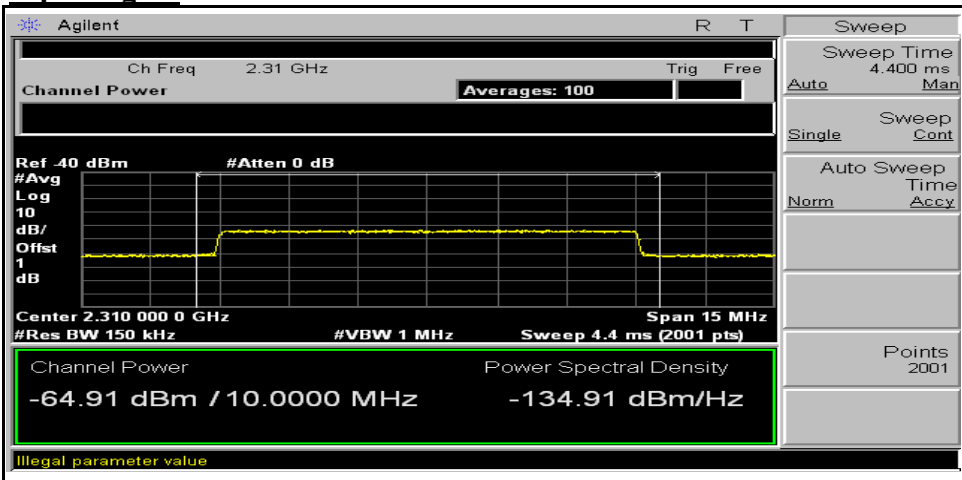 Agilent R T Sweep
Ch Freq 2.31 GHz Trig Free
Channel Power Averages: 100
Sweep Time
4.400 ms
Auto Man
Sweep
Single Cont
Auto Sweep
Time
Norm Accy
Ref -40 dBm #Atten 0 dB
#Avg
Log
10
dB/
Offst
1
dB
Center 2.310 000 0 GHz Span 15 MHz
#Res BW 150 kHz #VBW 1 MHz Sweep 4.4 ms (2001 pts)
Points
2001
Channel Power Power Spectral Density
-64.91 dBm / 10.0000 MHz -134.91 dBm/Hz
Illegal parameter value